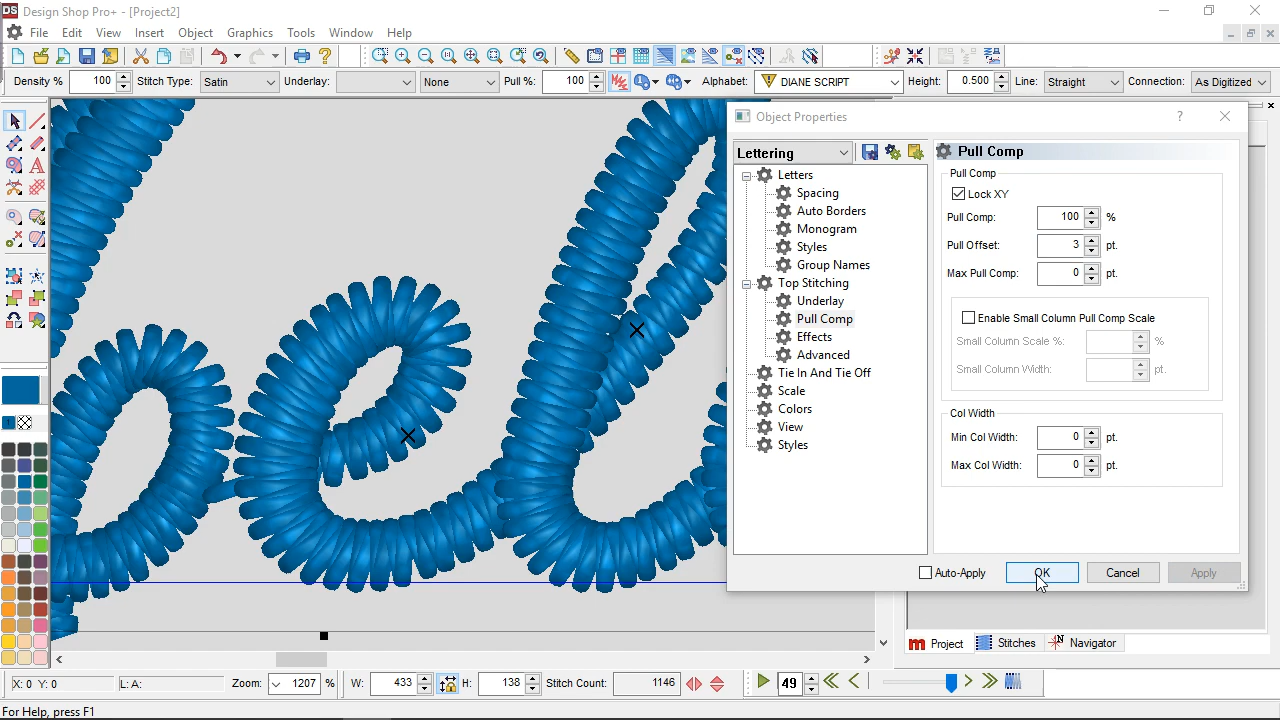 DS Design Shop Pro+ - [Project2]
File Edit View Insert Object Graphics Tools Window Help
Density % 100 Stitch Type: Satin Underlay: None Pull %: 100 Alphabet: DIANE SCRIPT Height: 0.500 Line: Straight Connection: As Digitized
Object Properties
Lettering
Pull Comp
Letters
Spacing
Auto Borders
Monogram
Styles
Group Names
Top Stitching
Underlay
Pull Comp
Effects
Advanced
Tie In And Tie Off
Scale
Colors
View
Styles
Pull Comp
Lock XY
Pull Comp: 100 %
Pull Offset: 3 pt.
Max Pull Comp: 0 pt.
Enable Small Column Pull Comp Scale
Small Column Scale %: %
Small Column Width: pt.
Col Width
Min Col Width: 0 pt.
Max Col Width: 0 pt.
Auto-Apply OK Cancel Apply
Project Stitches Navigator
X: 0 Y: 0 L: A: Zoom: 1207 % W: 433 H: 138 Stitch Count: 1146 49
For Help, press F1